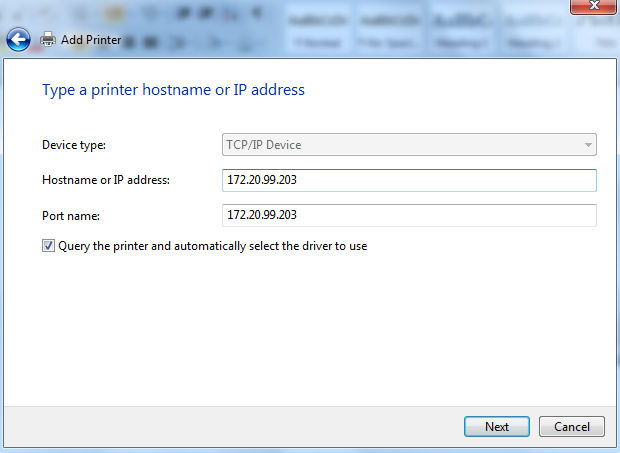 Add Printer
Type a printer hostname or IP address
Device type:
TCP/IP Device
Hostname or IP address:
172.20.99.203
Port name:
172.20.99.203
Query the printer and automatically select the driver to use
Next
Cancel